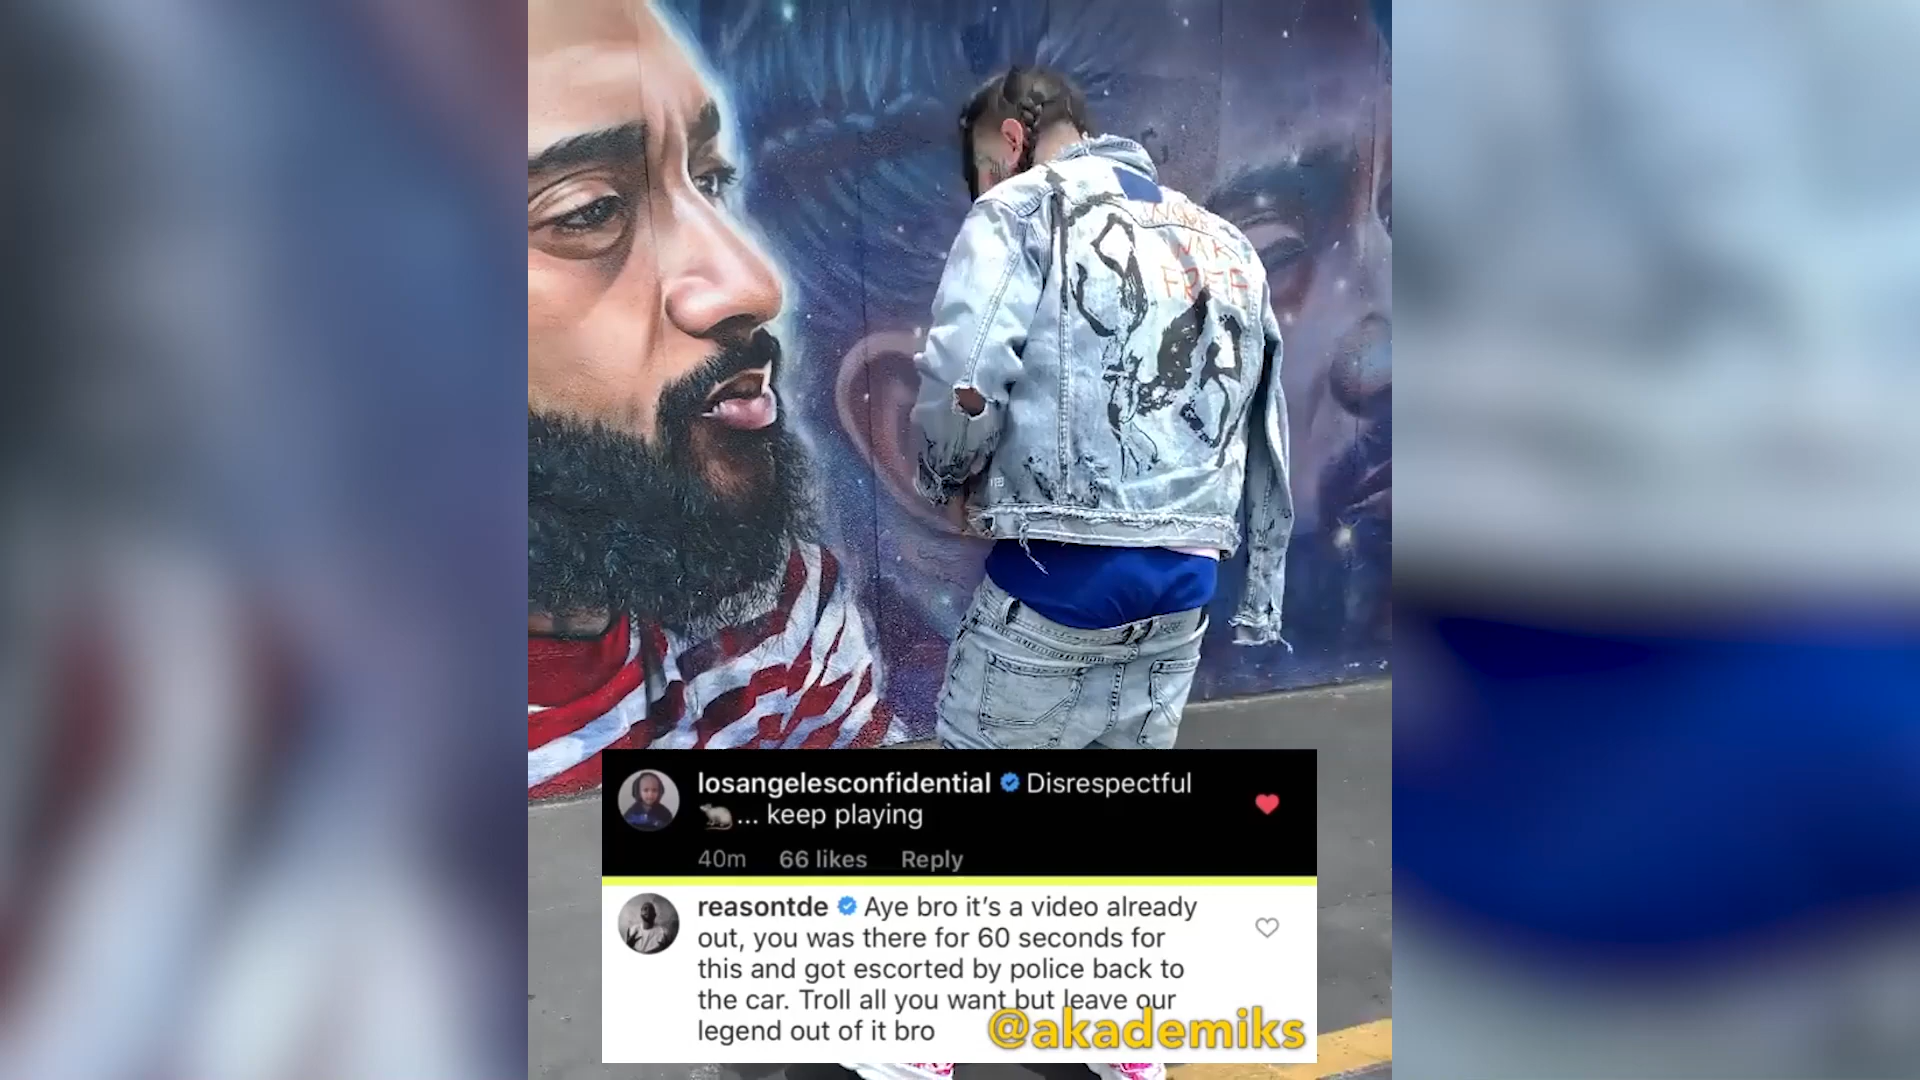 WAR
FREE
losangelesconfidential Disrespectful
🐀... keep playing
40m 66 likes Reply
reasontde Aye bro it’s a video already
out, you was there for 60 seconds for
this and got escorted by police back to
the car. Troll all you want but leave our
legend out of it bro
@akademiks